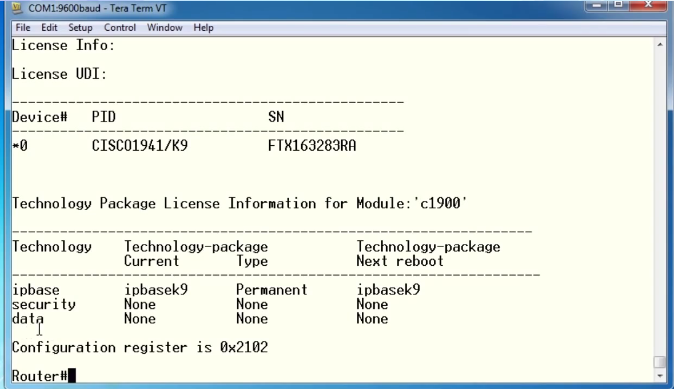 COM1:9600baud - Tera Term VT
File Edit Setup Control Window Help
License Info:
License UDI:
-------------------------------------------------
Device# PID SN
-------------------------------------------------
*0 CISCO1941/K9 FTX163283RA
Technology Package License Information for Module:'c1900'
-----------------------------------------------------------------
Technology Technology-package Technology-package
Current Type Next reboot
------------------------------------------------------------------
ipbase ipbasek9 Permanent ipbasek9
security None None None
data None None None
Configuration register is 0x2102
Router#